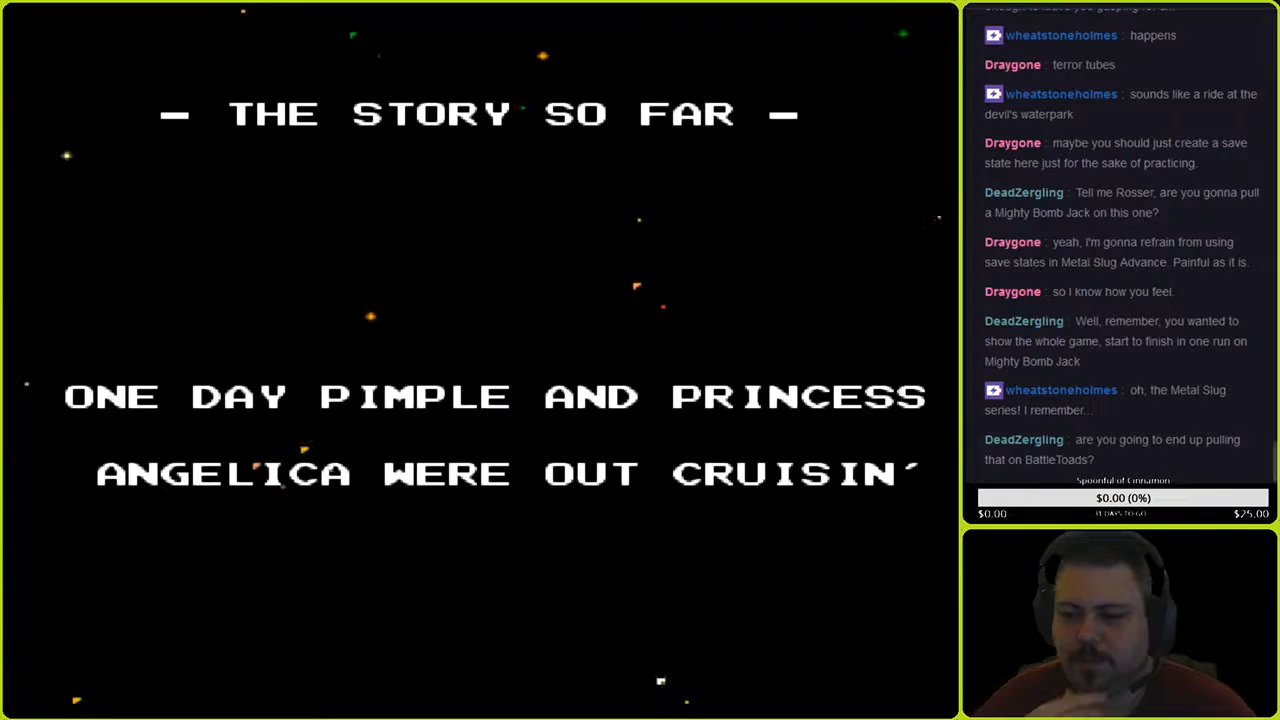 - THE STORY SO FAR -
ONE DAY PIMPLE AND PRINCESS
ANGELICA WERE OUT CRUISIN'
wheatstoneholmes : happens
Draygone : terror tubes
wheatstoneholmes : sounds like a ride at the
devil's waterpark
Draygone : maybe you should just create a save
state here just for the sake of practicing.
DeadZergling : Tell me Rosser, are you gonna pull
a Mighty Bomb Jack on this one?
Draygone : yeah, I'm gonna refrain from using
save states in Metal Slug Advance. Painful as it is.
Draygone : so I know how you feel.
DeadZergling : Well, remember, you wanted to
show the whole game, start to finish in one run on
Mighty Bomb Jack
wheatstoneholmes : oh, the Metal Slug
series! I remember...
DeadZergling : are you going to end up pulling
that on BattleToads?
Spoonful of Cinnamon
$0.00 (0%)
$0.00 31 DAYS TO GO $25.00